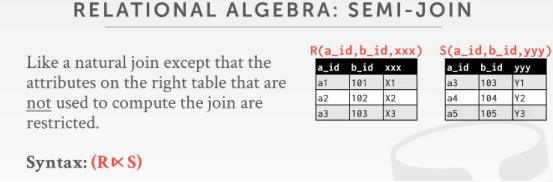 RELATIONAL ALGEBRA: SEMI-JOIN
Like a natural join except that the
attributes on the right table that are
not used to compute the join are
restricted.
Syntax: (R⋉S)
R(a_id,b_id,xxx)
a_id b_id xxx
a1 101 X1
a2 102 X2
a3 103 X3
S(a_id,b_id,yyy)
a_id b_id yyy
a3 103 Y1
a4 104 Y2
a5 105 Y3